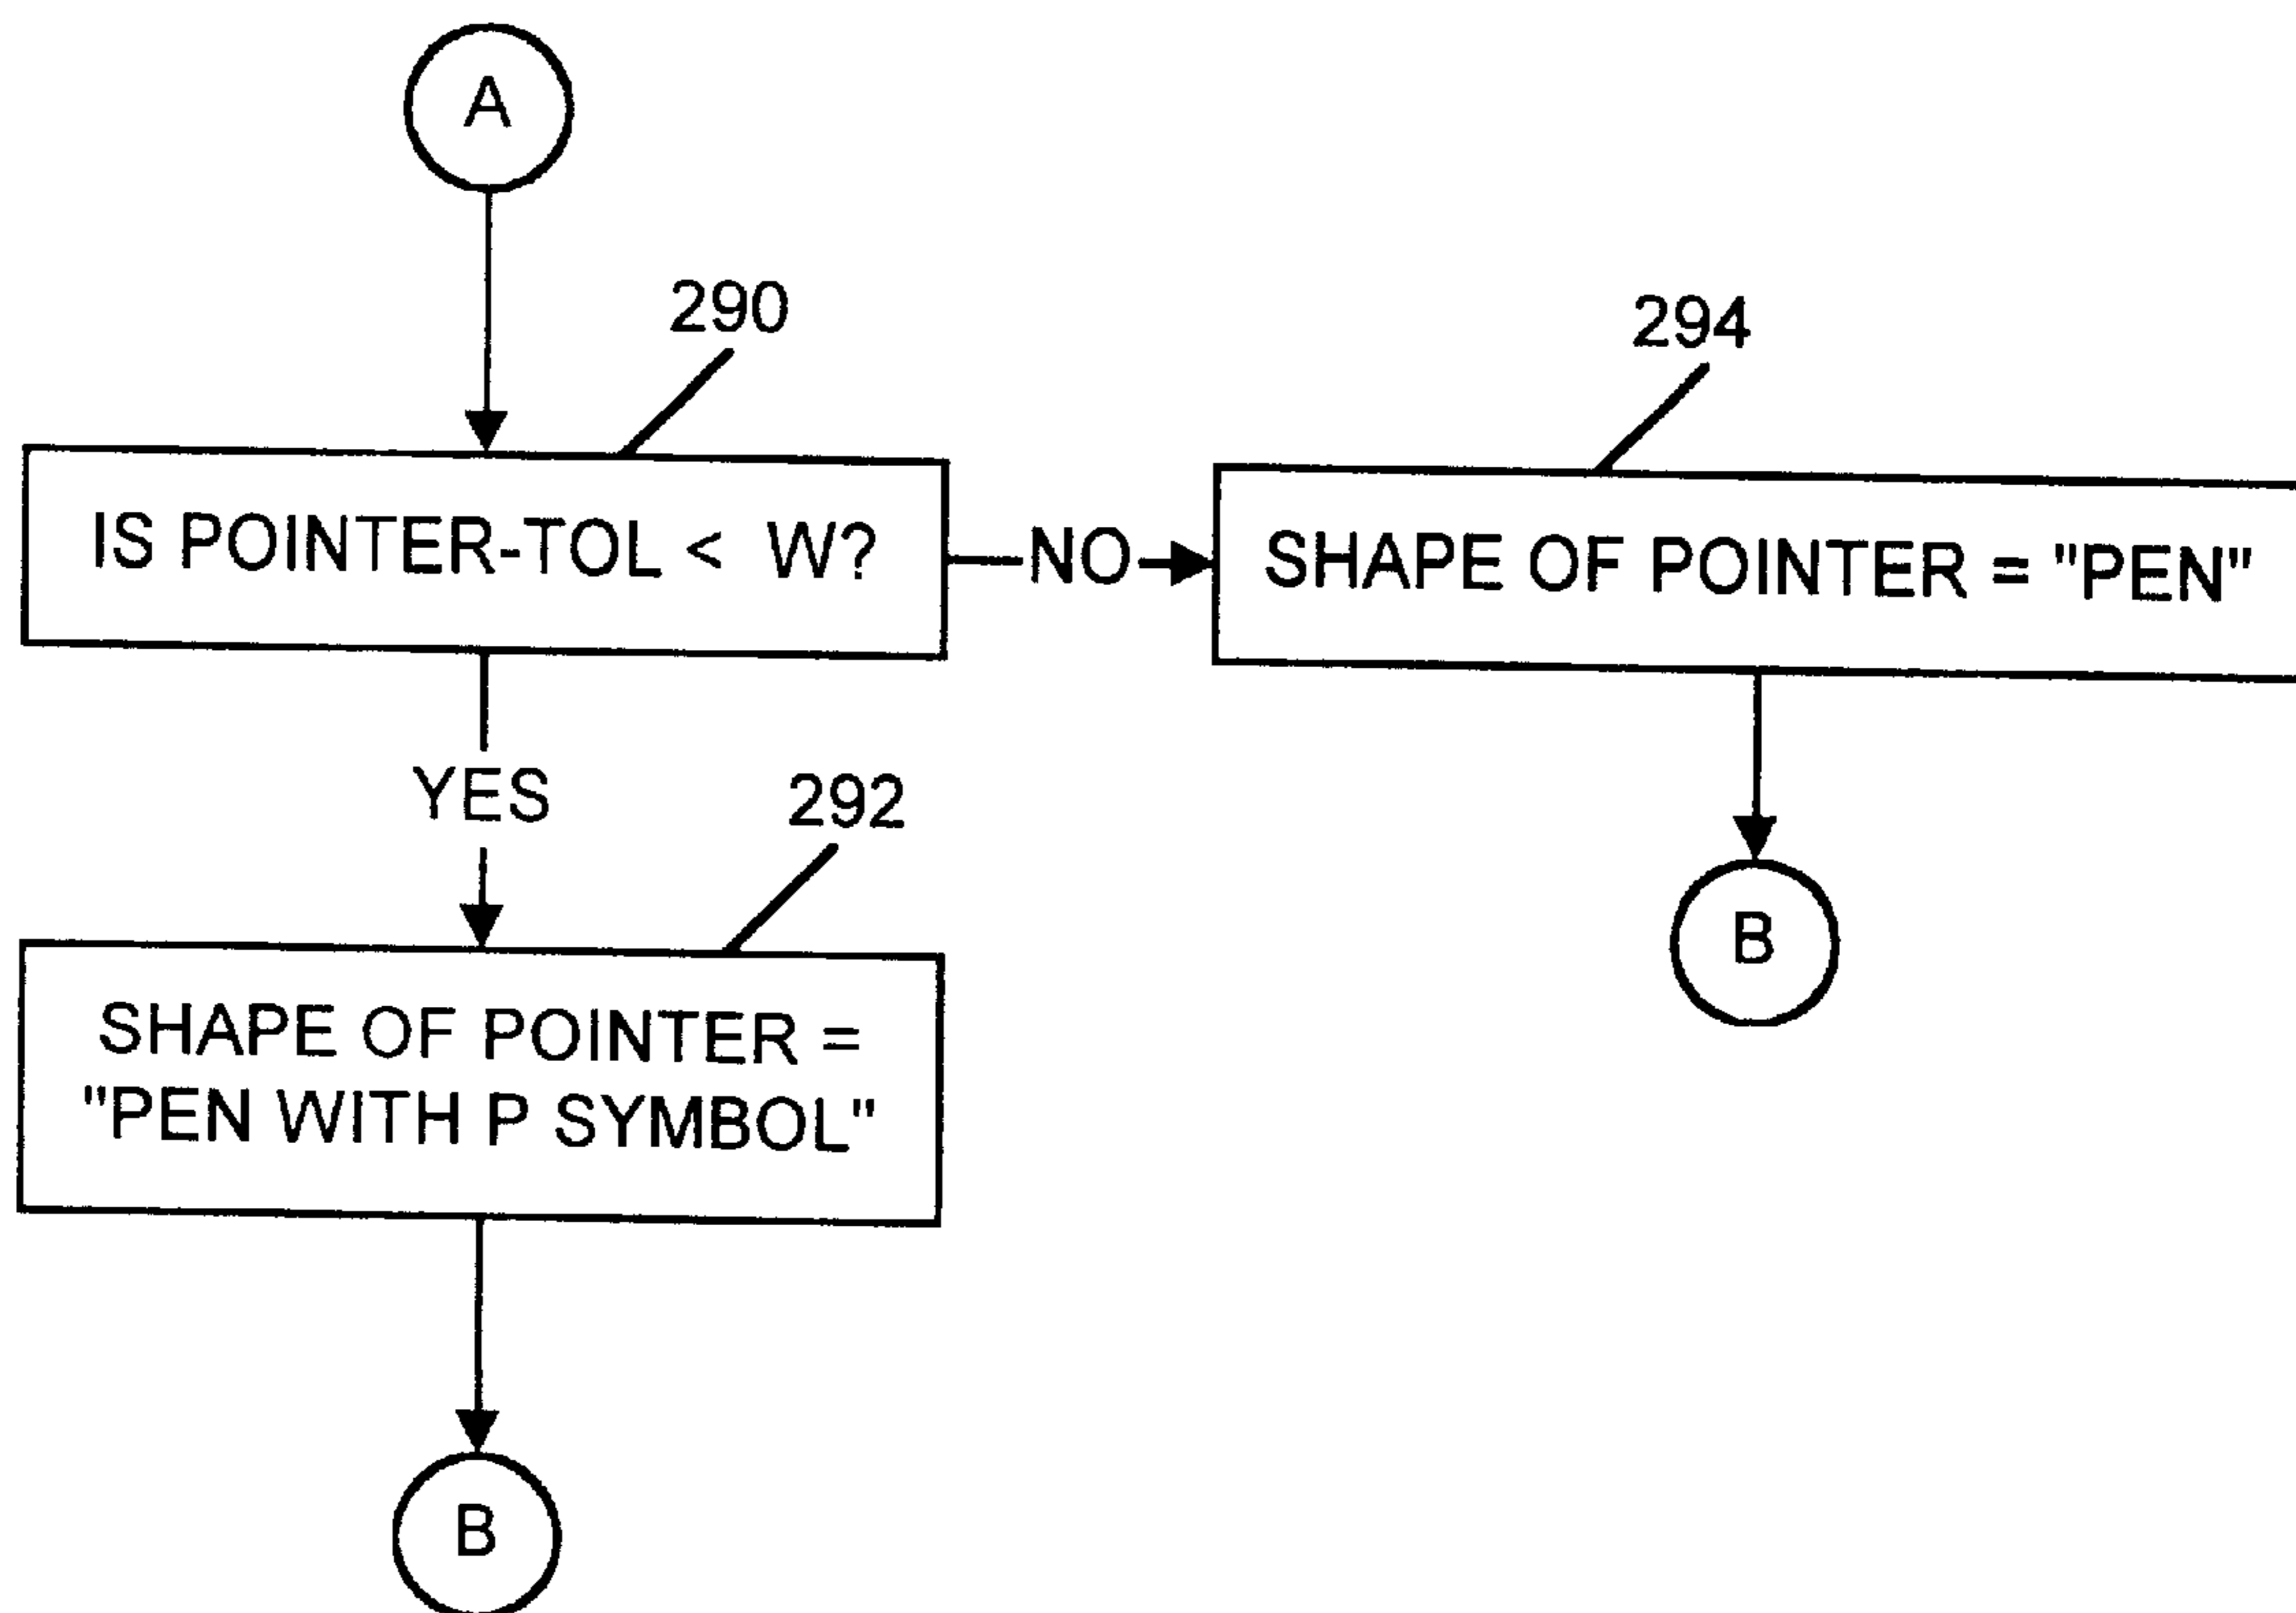 A
290
294
IS POINTER-TOL < W?
NO
SHAPE OF POINTER = "PEN"
YES
292
B
SHAPE OF POINTER =
"PEN WITH P SYMBOL"
B